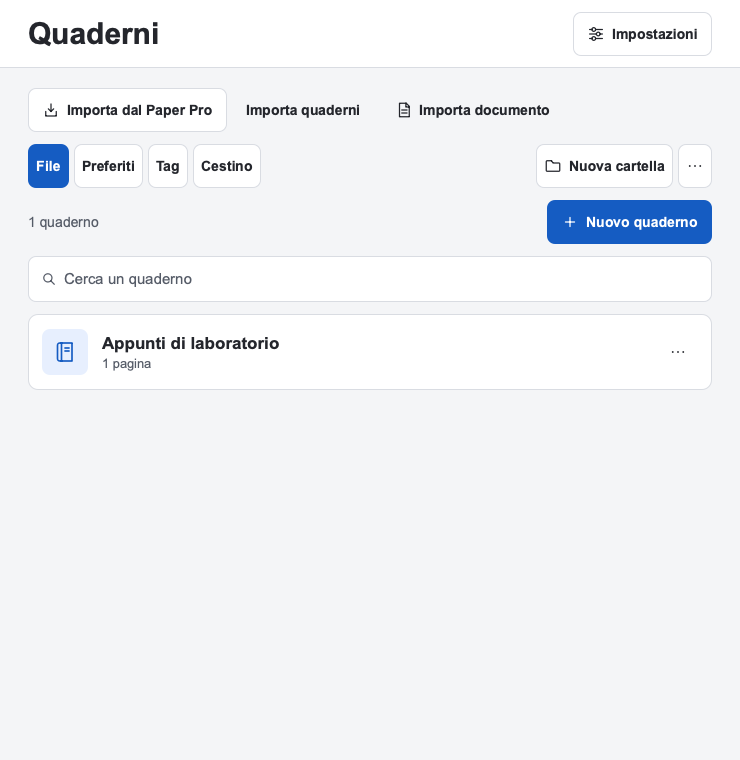 Quaderni
Impostazioni
Importa dal Paper Pro
Importa quaderni
Importa documento
File
Preferiti
Tag
Cestino
Nuova cartella
...
1 quaderno
+ Nuovo quaderno
Cerca un quaderno
Appunti di laboratorio
1 pagina
...